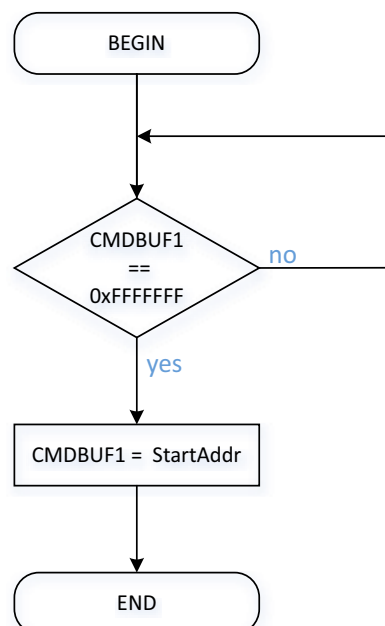 BEGIN
CMDBUF1
==
0xFFFFFFF
no
yes
CMDBUF1 = StartAddr
END